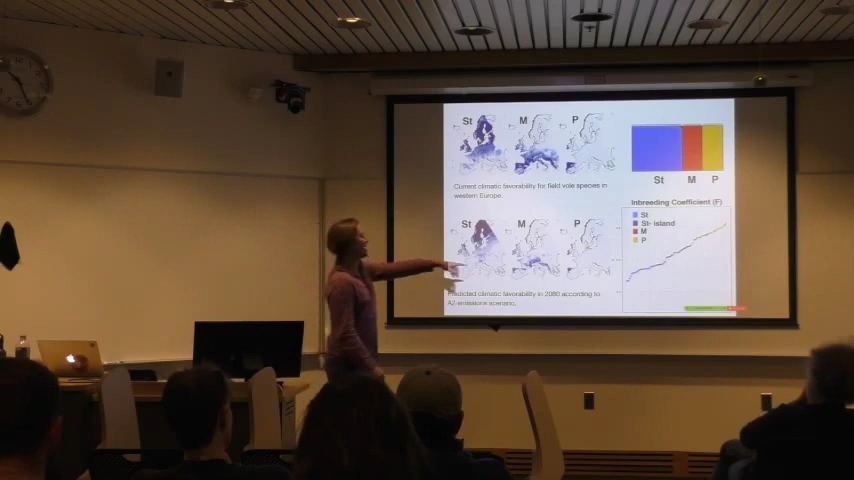 St M P
Current climatic favorability for field vole species in
western Europe.
St M P
Predicted climatic favorability in 2080 according to
A2 emissions scenario.
St M P
Inbreeding Coefficient (F)
St
St- island
M
P